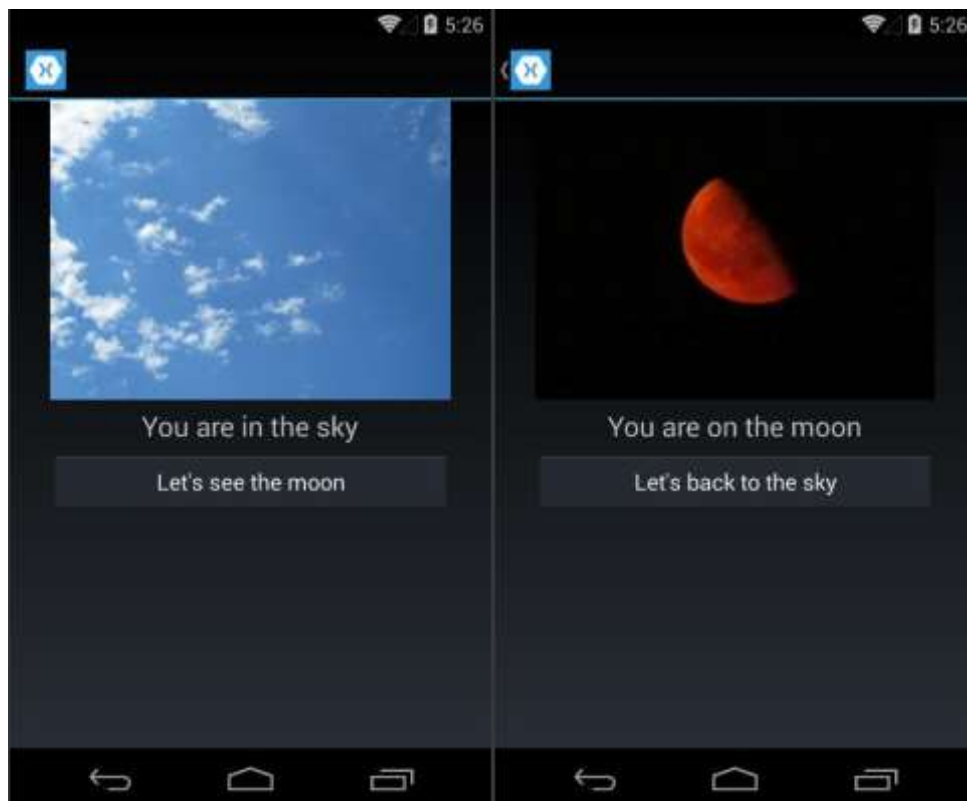 5:26
You are in the sky
Let's see the moon
5:26
You are on the moon
Let's back to the sky